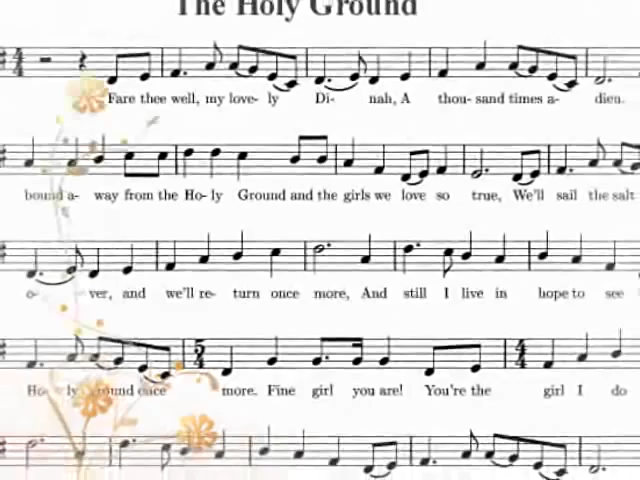 The Holy Ground
Fare thee well, my love- ly Di- nah, A thou- sand times a- dieu.
bound a- way from the Ho- ly Ground and the girls we love so true, We'll sail the salt
o- ver, and we'll re- turn once more, And still I live in hope to see
Ho- ly Ground once more. Fine girl you are! You're the girl I do